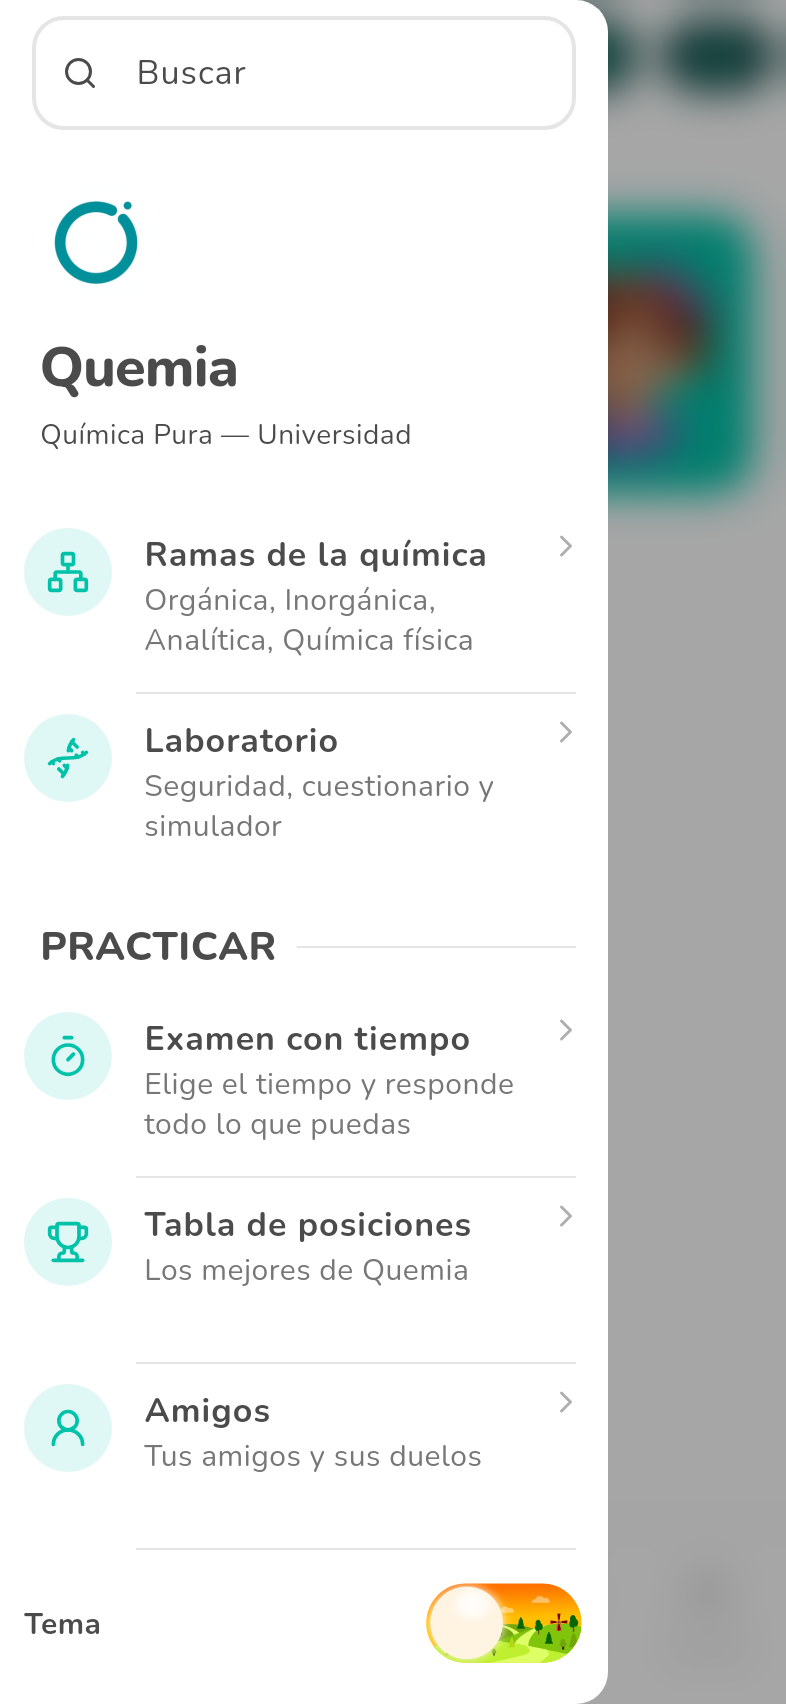 Buscar
Quemia
Química Pura — Universidad
Ramas de la química
Orgánica, Inorgánica,
Analítica, Química física
Laboratorio
Seguridad, cuestionario y
simulador
PRACTICAR
Examen con tiempo
Elige el tiempo y responde
todo lo que puedas
Tabla de posiciones
Los mejores de Quemia
Amigos
Tus amigos y sus duelos
Tema